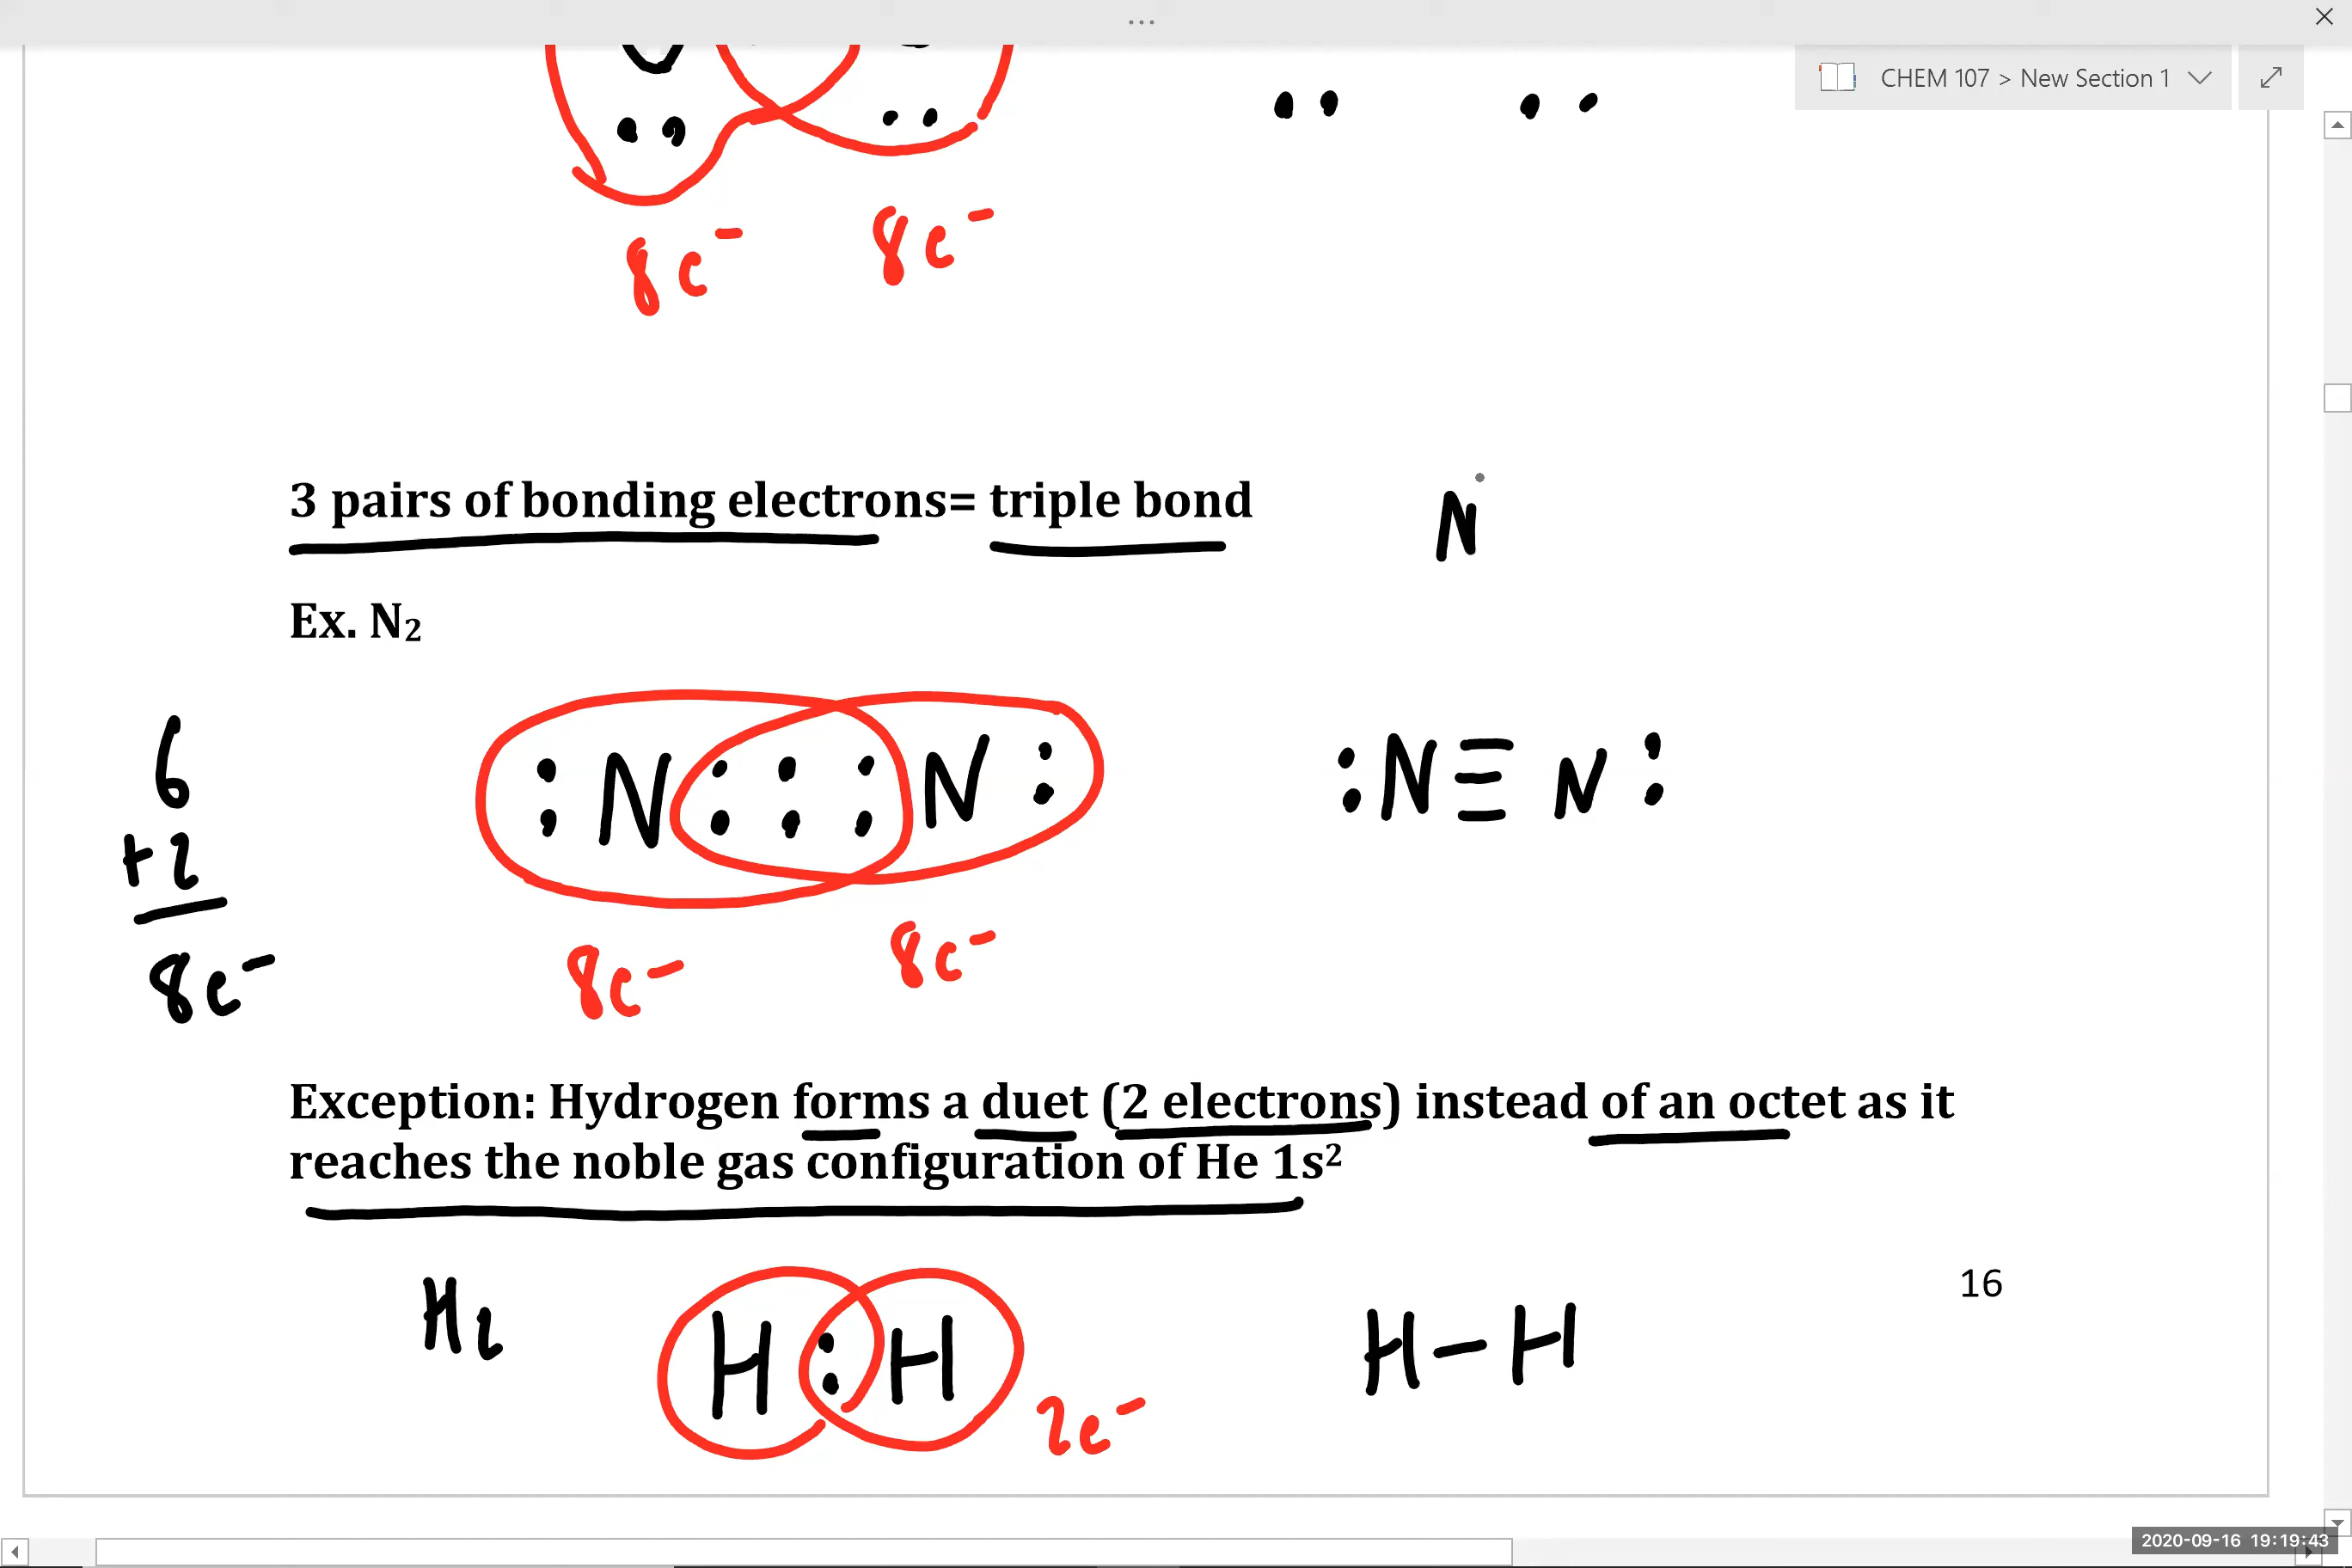 ...
CHEM 107 > New Section 1
8e⁻ 8e⁻
3 pairs of bonding electrons= triple bond
N
Ex. N₂
6
+2
8e⁻
:N:::N:
:N≡N:
8e⁻ 8e⁻
Exception: Hydrogen forms a duet (2 electrons) instead of an octet as it
reaches the noble gas configuration of He 1s²
16
H₂
H:H
H–H
2e⁻
2020-09-16 19:19:43